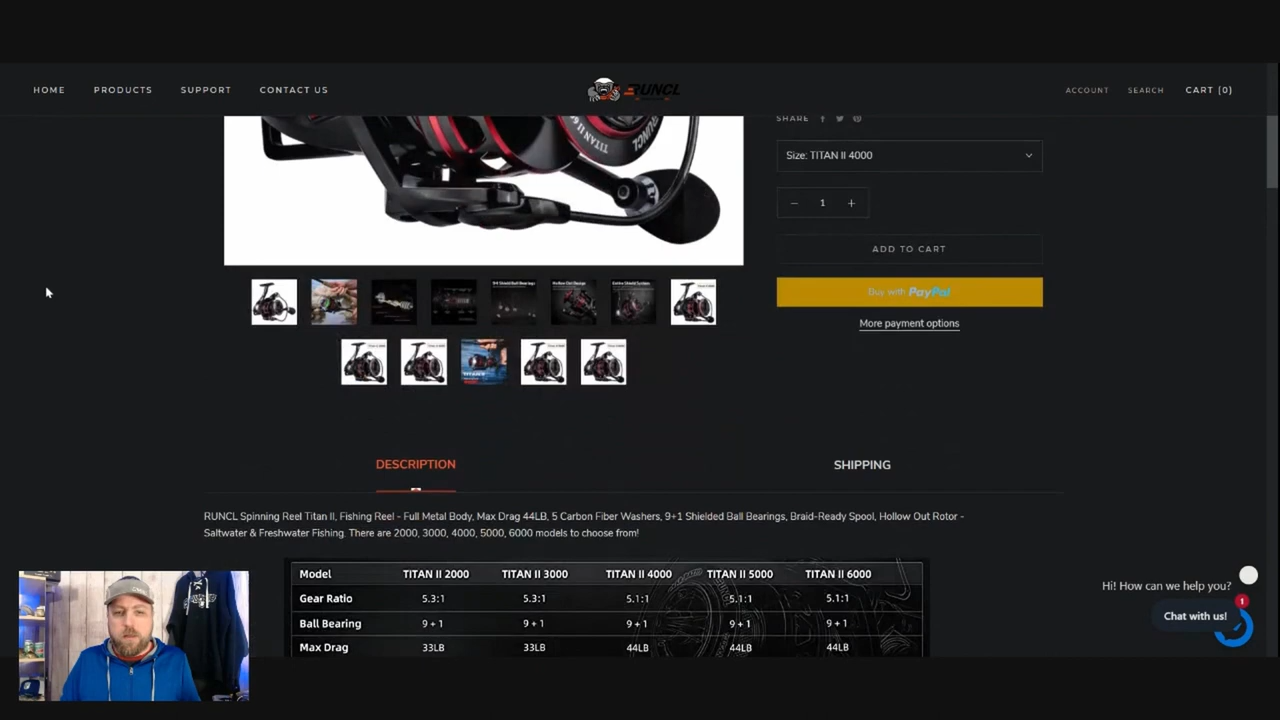 HOME PRODUCTS SUPPORT CONTACT US RUNCL ACCOUNT SEARCH CART (0)
SHARE
TITAN II
RUNCL
Size: TITAN II 4000
− 1 +
ADD TO CART
Buy with PayPal
More payment options
DESCRIPTION SHIPPING
RUNCL Spinning Reel Titan II, Fishing Reel - Full Metal Body, Max Drag 44LB, 5 Carbon Fiber Washers, 9+1 Shielded Ball Bearings, Braid-Ready Spool, Hollow Out Rotor -
Saltwater & Freshwater Fishing. There are 2000, 3000, 4000, 5000, 6000 models to choose from!
Model TITAN II 2000 TITAN II 3000 TITAN II 4000 TITAN II 5000 TITAN II 6000
Gear Ratio 5.3:1 5.3:1 5.1:1 5.1:1 5.1:1
Ball Bearing 9 + 1 9 + 1 9 + 1 9 + 1 9 + 1
Max Drag 33LB 33LB 44LB 44LB 44LB
Hi! How can we help you?
1
Chat with us!